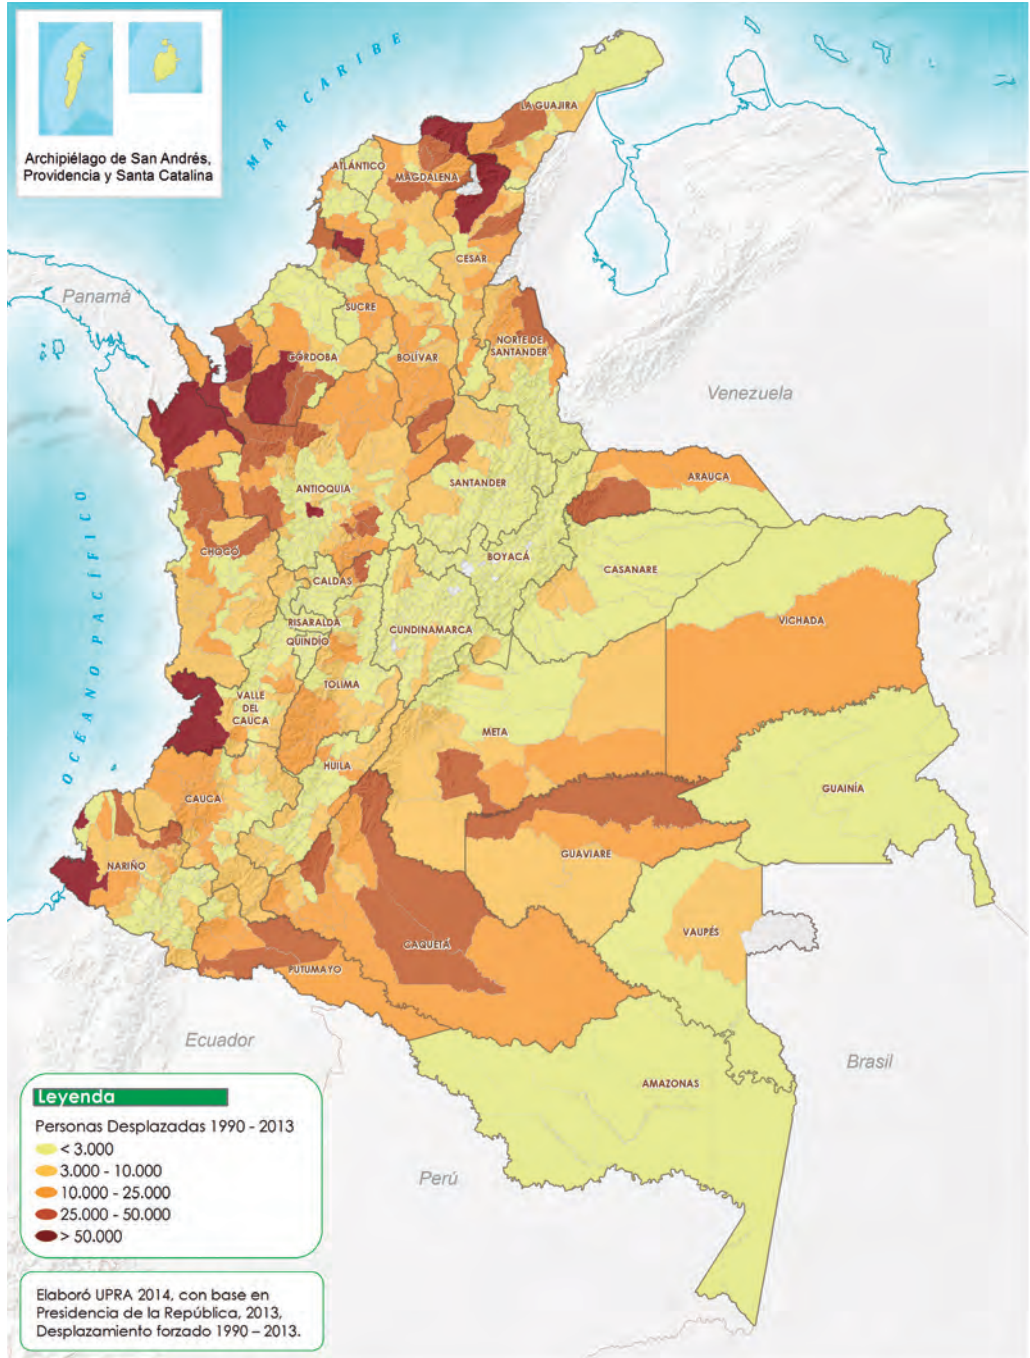 Archipiélago de San Andrés,
Providencia y Santa Catalina
MAR CARIBE
LA GUAJIRA
ATLÁNTICO
MAGDALENA
CESAR
Panamá
SUCRE
NORTE DE
SANTANDER
CÓRDOBA
BOLÍVAR
Venezuela
ARAUCA
SANTANDER
ANTIOQUIA
OCÉANO PACÍFICO
CHOCÓ
BOYACÁ
CASANARE
CALDAS
RISARALDA
QUINDÍO
CUNDINAMARCA
VICHADA
TOLIMA
VALLE
DEL
CAUCA
META
HUILA
GUAINÍA
CAUCA
NARIÑO
GUAVIARE
VAUPÉS
CAQUETÁ
PUTUMAYO
Ecuador
Brasil
AMAZONAS
Perú
Leyenda
Personas Desplazadas 1990 - 2013
< 3.000
3.000 - 10.000
10.000 - 25.000
25.000 - 50.000
> 50.000
Elaboró UPRA 2014, con base en
Presidencia de la República, 2013,
Desplazamiento forzado 1990 – 2013.